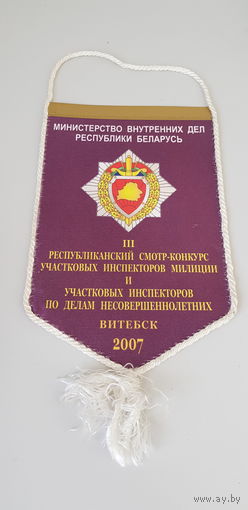 МИНИСТЕРСТВО ВНУТРЕННИХ ДЕЛ
РЕСПУБЛИКИ БЕЛАРУСЬ
III
РЕСПУБЛИКАНСКИЙ СМОТР-КОНКУРС
УЧАСТКОВЫХ ИНСПЕКТОРОВ МИЛИЦИИ
И
УЧАСТКОВЫХ ИНСПЕКТОРОВ
ПО ДЕЛАМ НЕСОВЕРШЕННОЛЕТНИХ
ВИТЕБСК
2007
https://www.ay.by